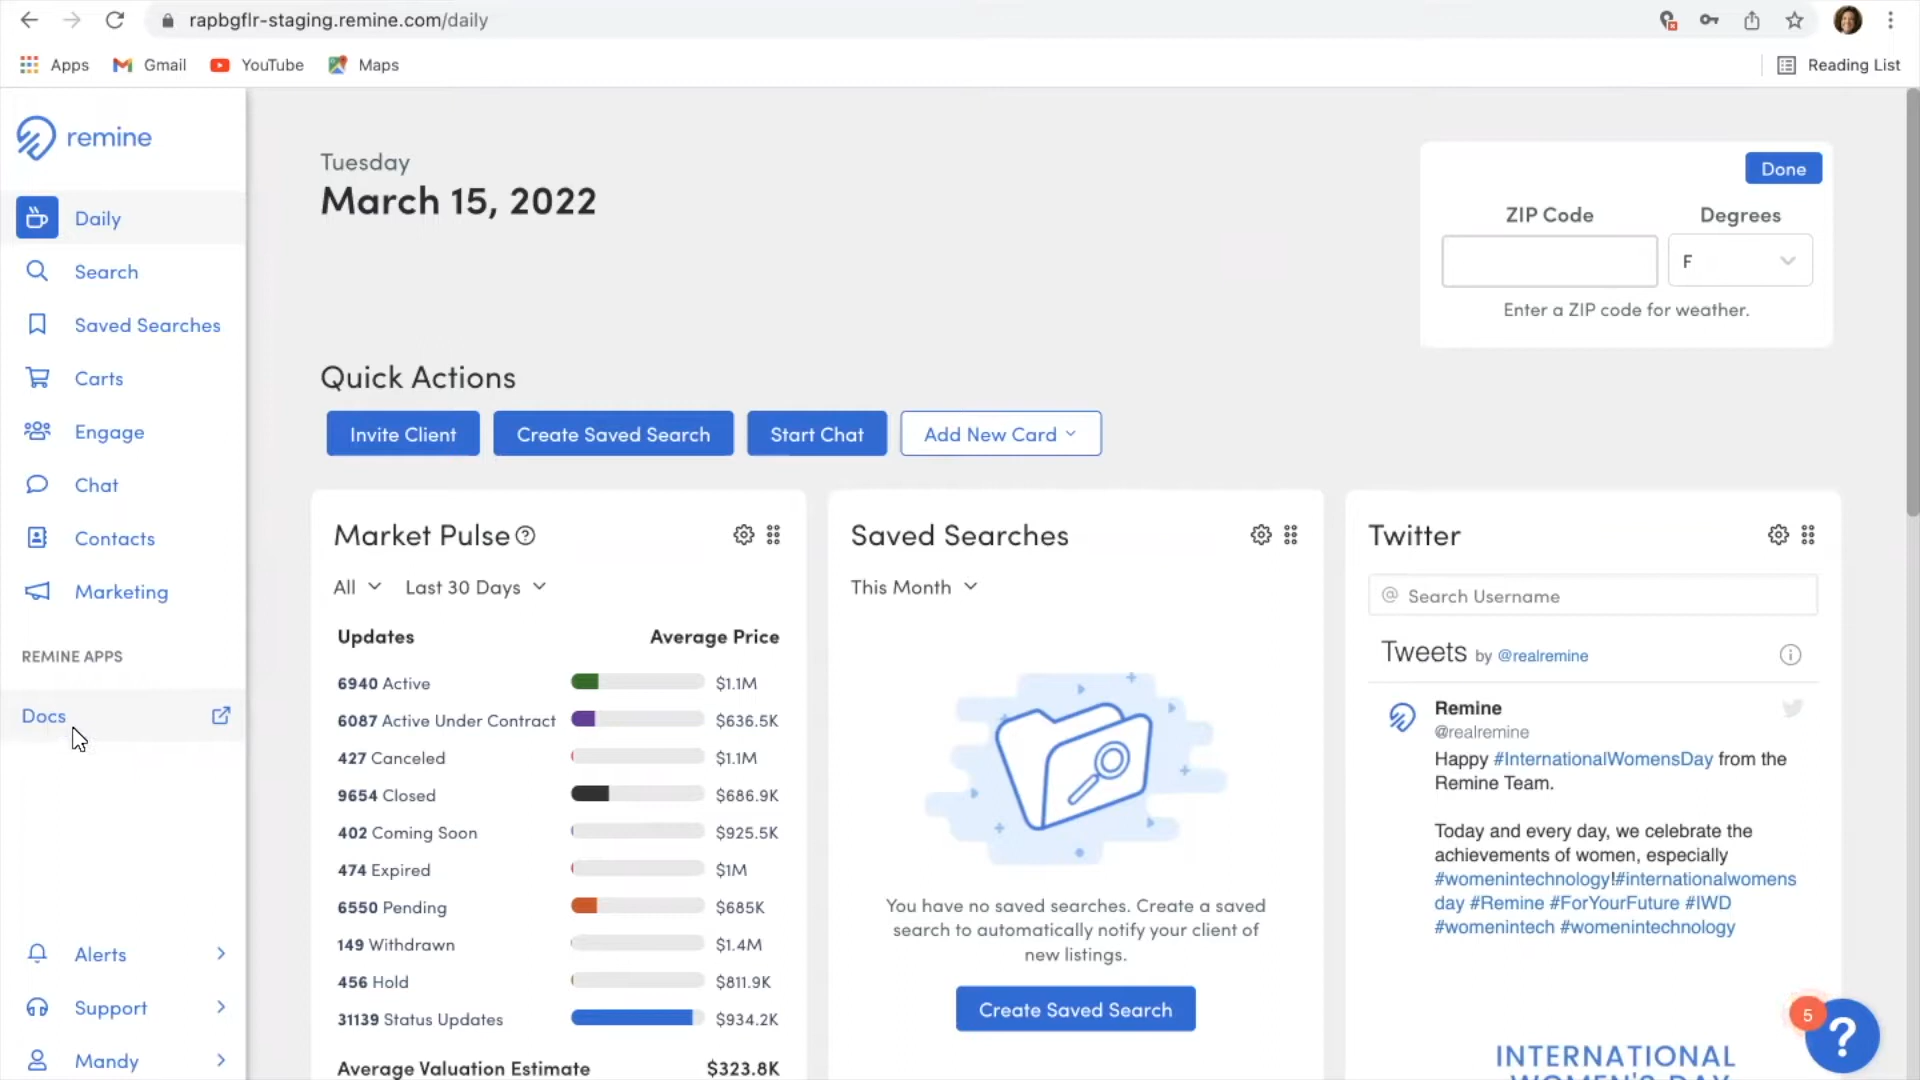 rapbgflr-staging.remine.com/daily
Apps
Gmail
YouTube
Maps
Reading List
remine
Daily
Search
Saved Searches
Carts
Engage
Chat
Contacts
Marketing
REMINE APPS
Docs
Alerts
Support
Mandy
Tuesday
March 15, 2022
Done
ZIP Code
Degrees
F
Enter a ZIP code for weather.
Quick Actions
Invite Client
Create Saved Search
Start Chat
Add New Card
Market Pulse
All
Last 30 Days
Updates Average Price
6940 Active $1.1M
6087 Active Under Contract $636.5K
427 Canceled $1.1M
9654 Closed $686.9K
402 Coming Soon $925.5K
474 Expired $1M
6550 Pending $685K
149 Withdrawn $1.4M
456 Hold $811.9K
31139 Status Updates $934.2K
Average Valuation Estimate $323.8K
Saved Searches
This Month
You have no saved searches. Create a saved
search to automatically notify your client of
new listings.
Create Saved Search
Twitter
@ Search Username
Tweets by @realremine
Remine
@realremine
Happy #InternationalWomensDay from the
Remine Team.
Today and every day, we celebrate the
achievements of women, especially
#womenintechnology!#internationalwomens
day #Remine #ForYourFuture #IWD
#womenintech #womenintechnology
INTERNATIONAL
WOMEN'S DAY
5
?